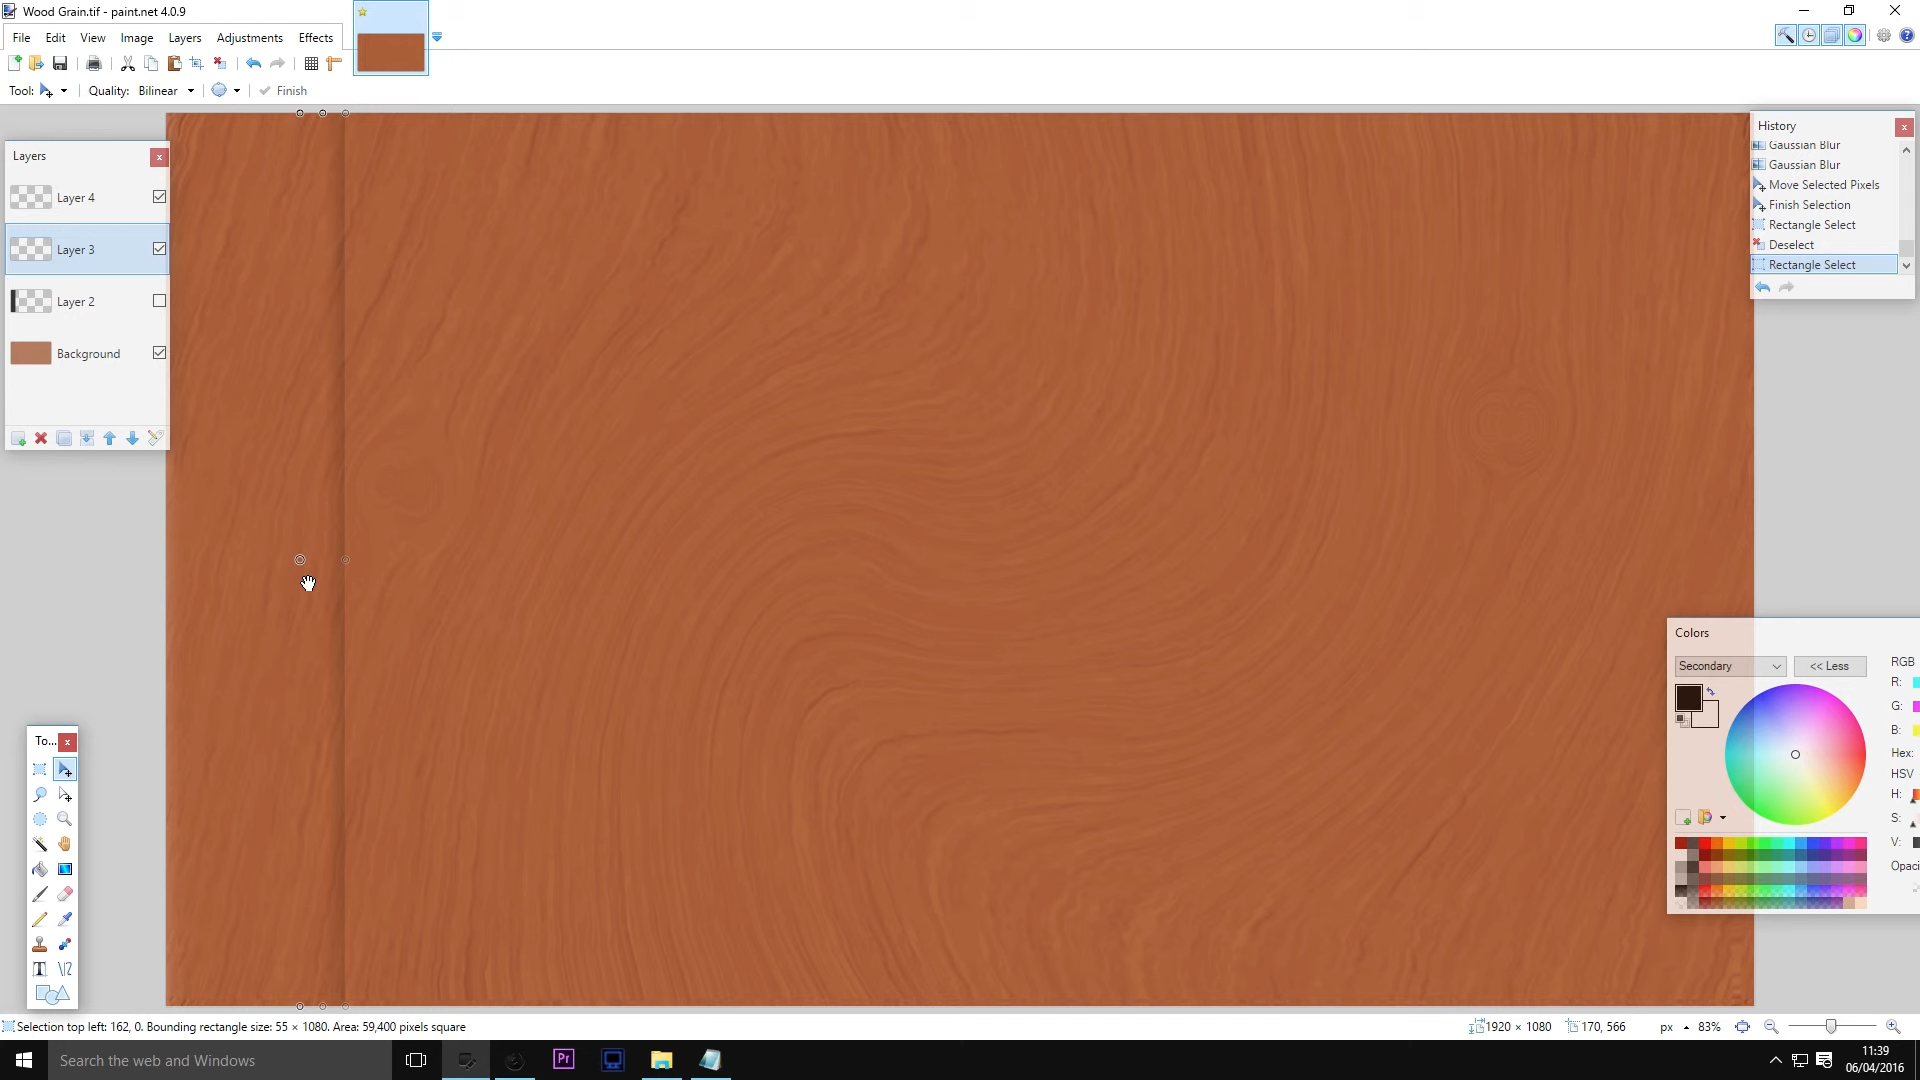 Wood Grain.tif - paint.net 4.0.9
File Edit View Image Layers Adjustments Effects
Tool: Quality: Bilinear Finish
Layers
Layer 4
Layer 3
Layer 2
Background
History
Gaussian Blur
Gaussian Blur
Move Selected Pixels
Finish Selection
Rectangle Select
Deselect
Rectangle Select
Colors
Secondary << Less RGB
R:
G:
B:
Hex:
HSV
H:
S:
V:
Opaci
To...
Selection top left: 162, 0. Bounding rectangle size: 55 × 1080. Area: 59,400 pixels square
1920 × 1080 170, 566 px 83%
Search the web and Windows
Pr
11:39
06/04/2016